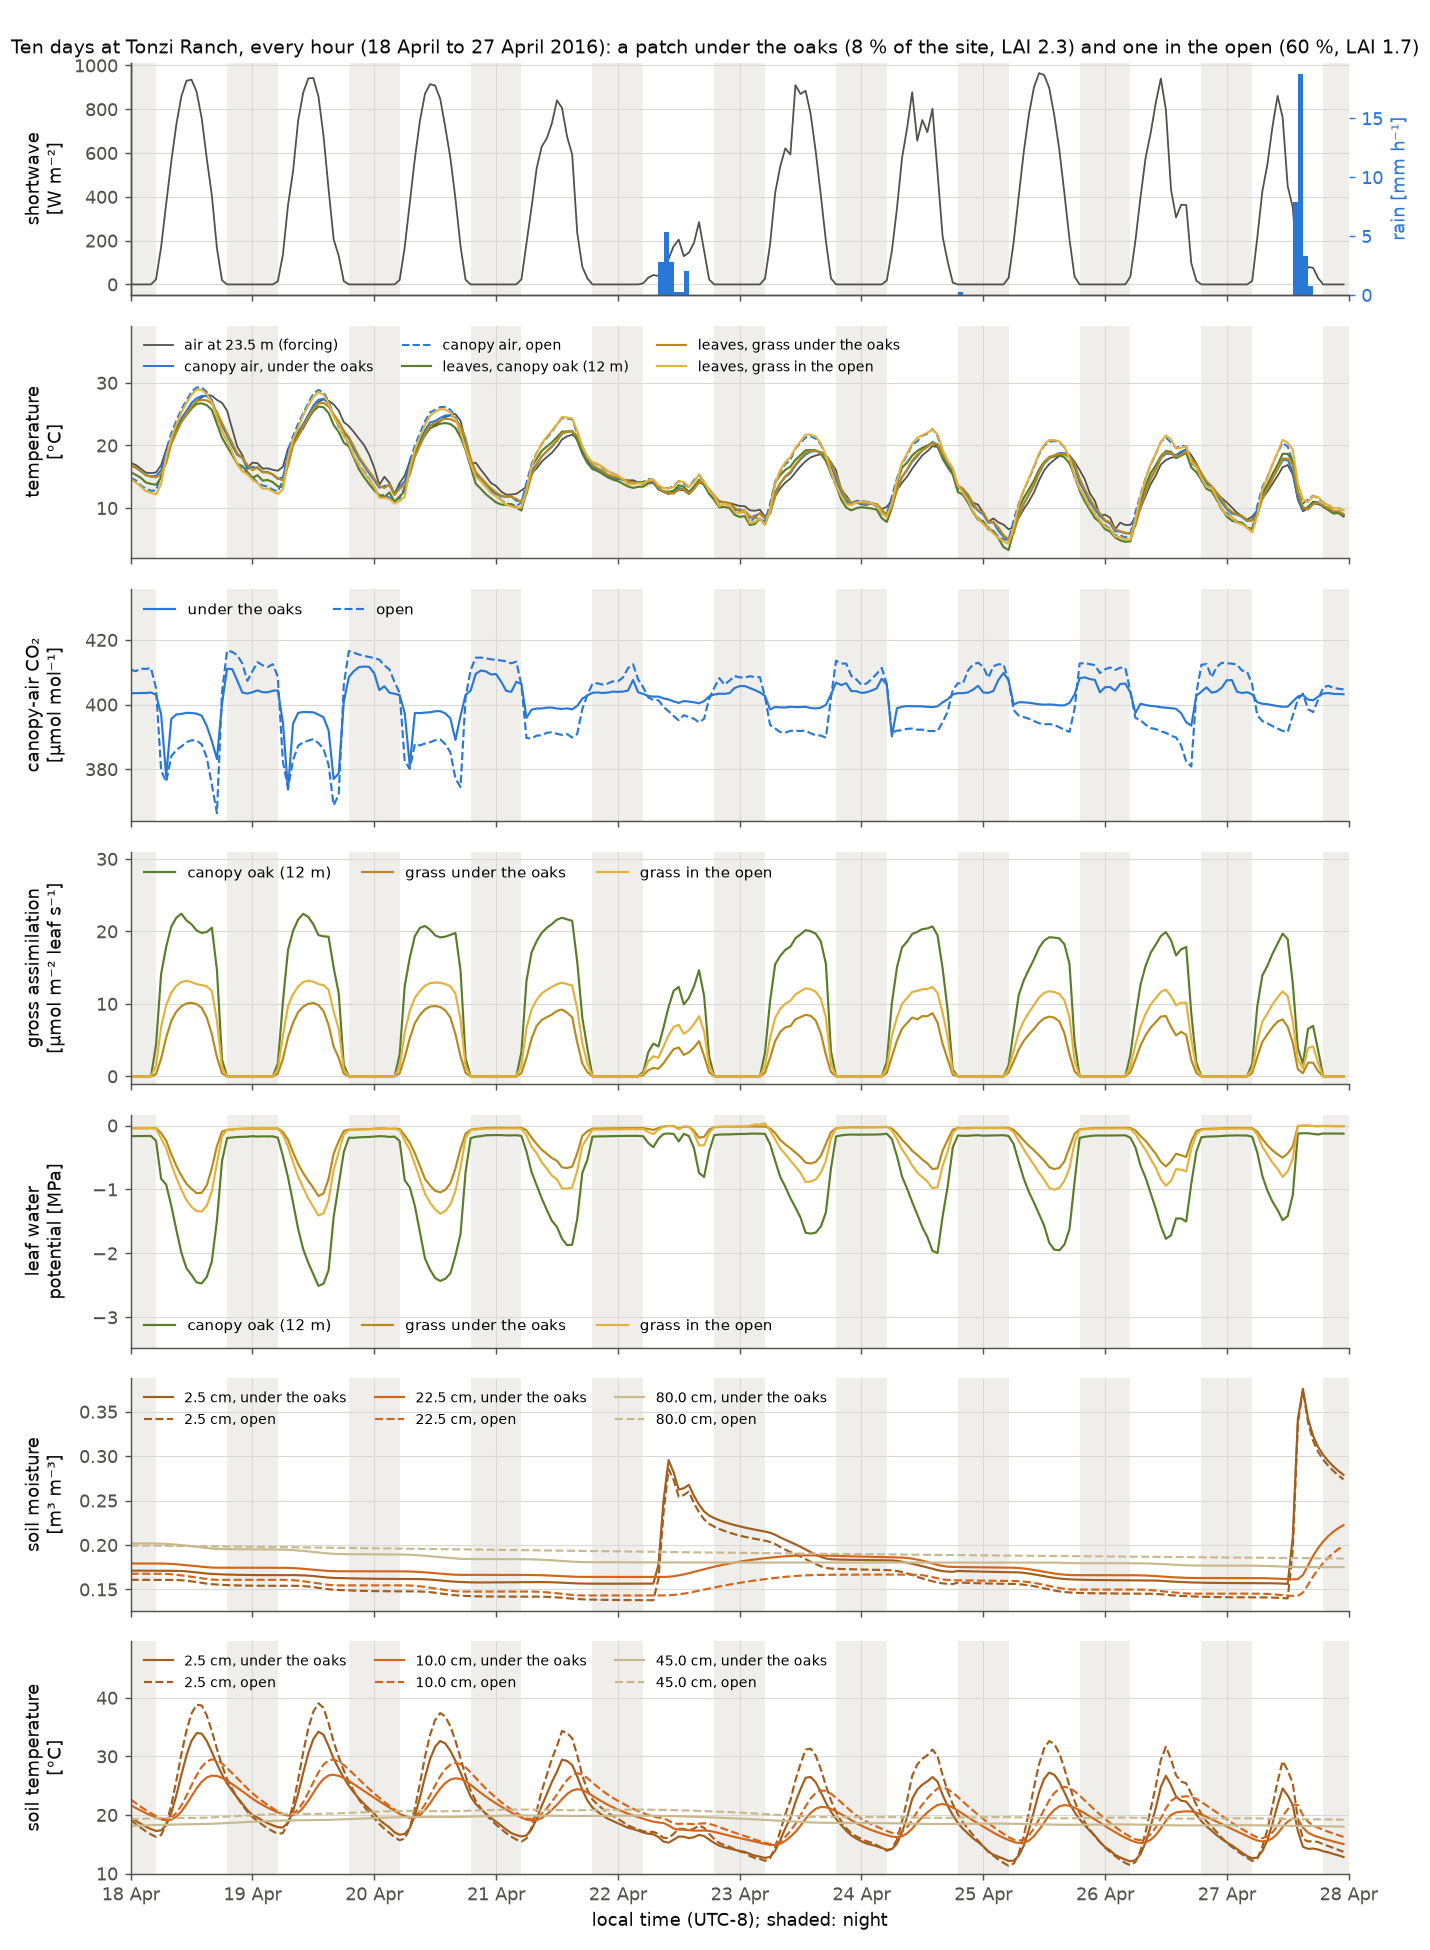 Ten days at Tonzi Ranch, every hour (18 April to 27 April 2016): a patch under the oaks (8 % of the site, LAI 2.3) and one in the open (60 %, LAI 1.7)
shortwave
[W m⁻²]
1000
800
600
400
200
0
rain [mm h⁻¹]
15
10
5
0
temperature
[°C]
30
20
10
air at 23.5 m (forcing)
canopy air, under the oaks
canopy air, open
leaves, canopy oak (12 m)
leaves, grass under the oaks
leaves, grass in the open
canopy-air CO₂
[µmol mol⁻¹]
420
400
380
under the oaks
open
gross assimilation
[µmol m⁻² leaf s⁻¹]
30
20
10
0
canopy oak (12 m)
grass under the oaks
grass in the open
leaf water
potential [MPa]
0
−1
−2
−3
canopy oak (12 m)
grass under the oaks
grass in the open
soil moisture
[m³ m⁻³]
0.35
0.30
0.25
0.20
0.15
2.5 cm, under the oaks
2.5 cm, open
22.5 cm, under the oaks
22.5 cm, open
80.0 cm, under the oaks
80.0 cm, open
soil temperature
[°C]
40
30
20
10
2.5 cm, under the oaks
2.5 cm, open
10.0 cm, under the oaks
10.0 cm, open
45.0 cm, under the oaks
45.0 cm, open
18 Apr
19 Apr
20 Apr
21 Apr
22 Apr
23 Apr
24 Apr
25 Apr
26 Apr
27 Apr
28 Apr
local time (UTC-8); shaded: night